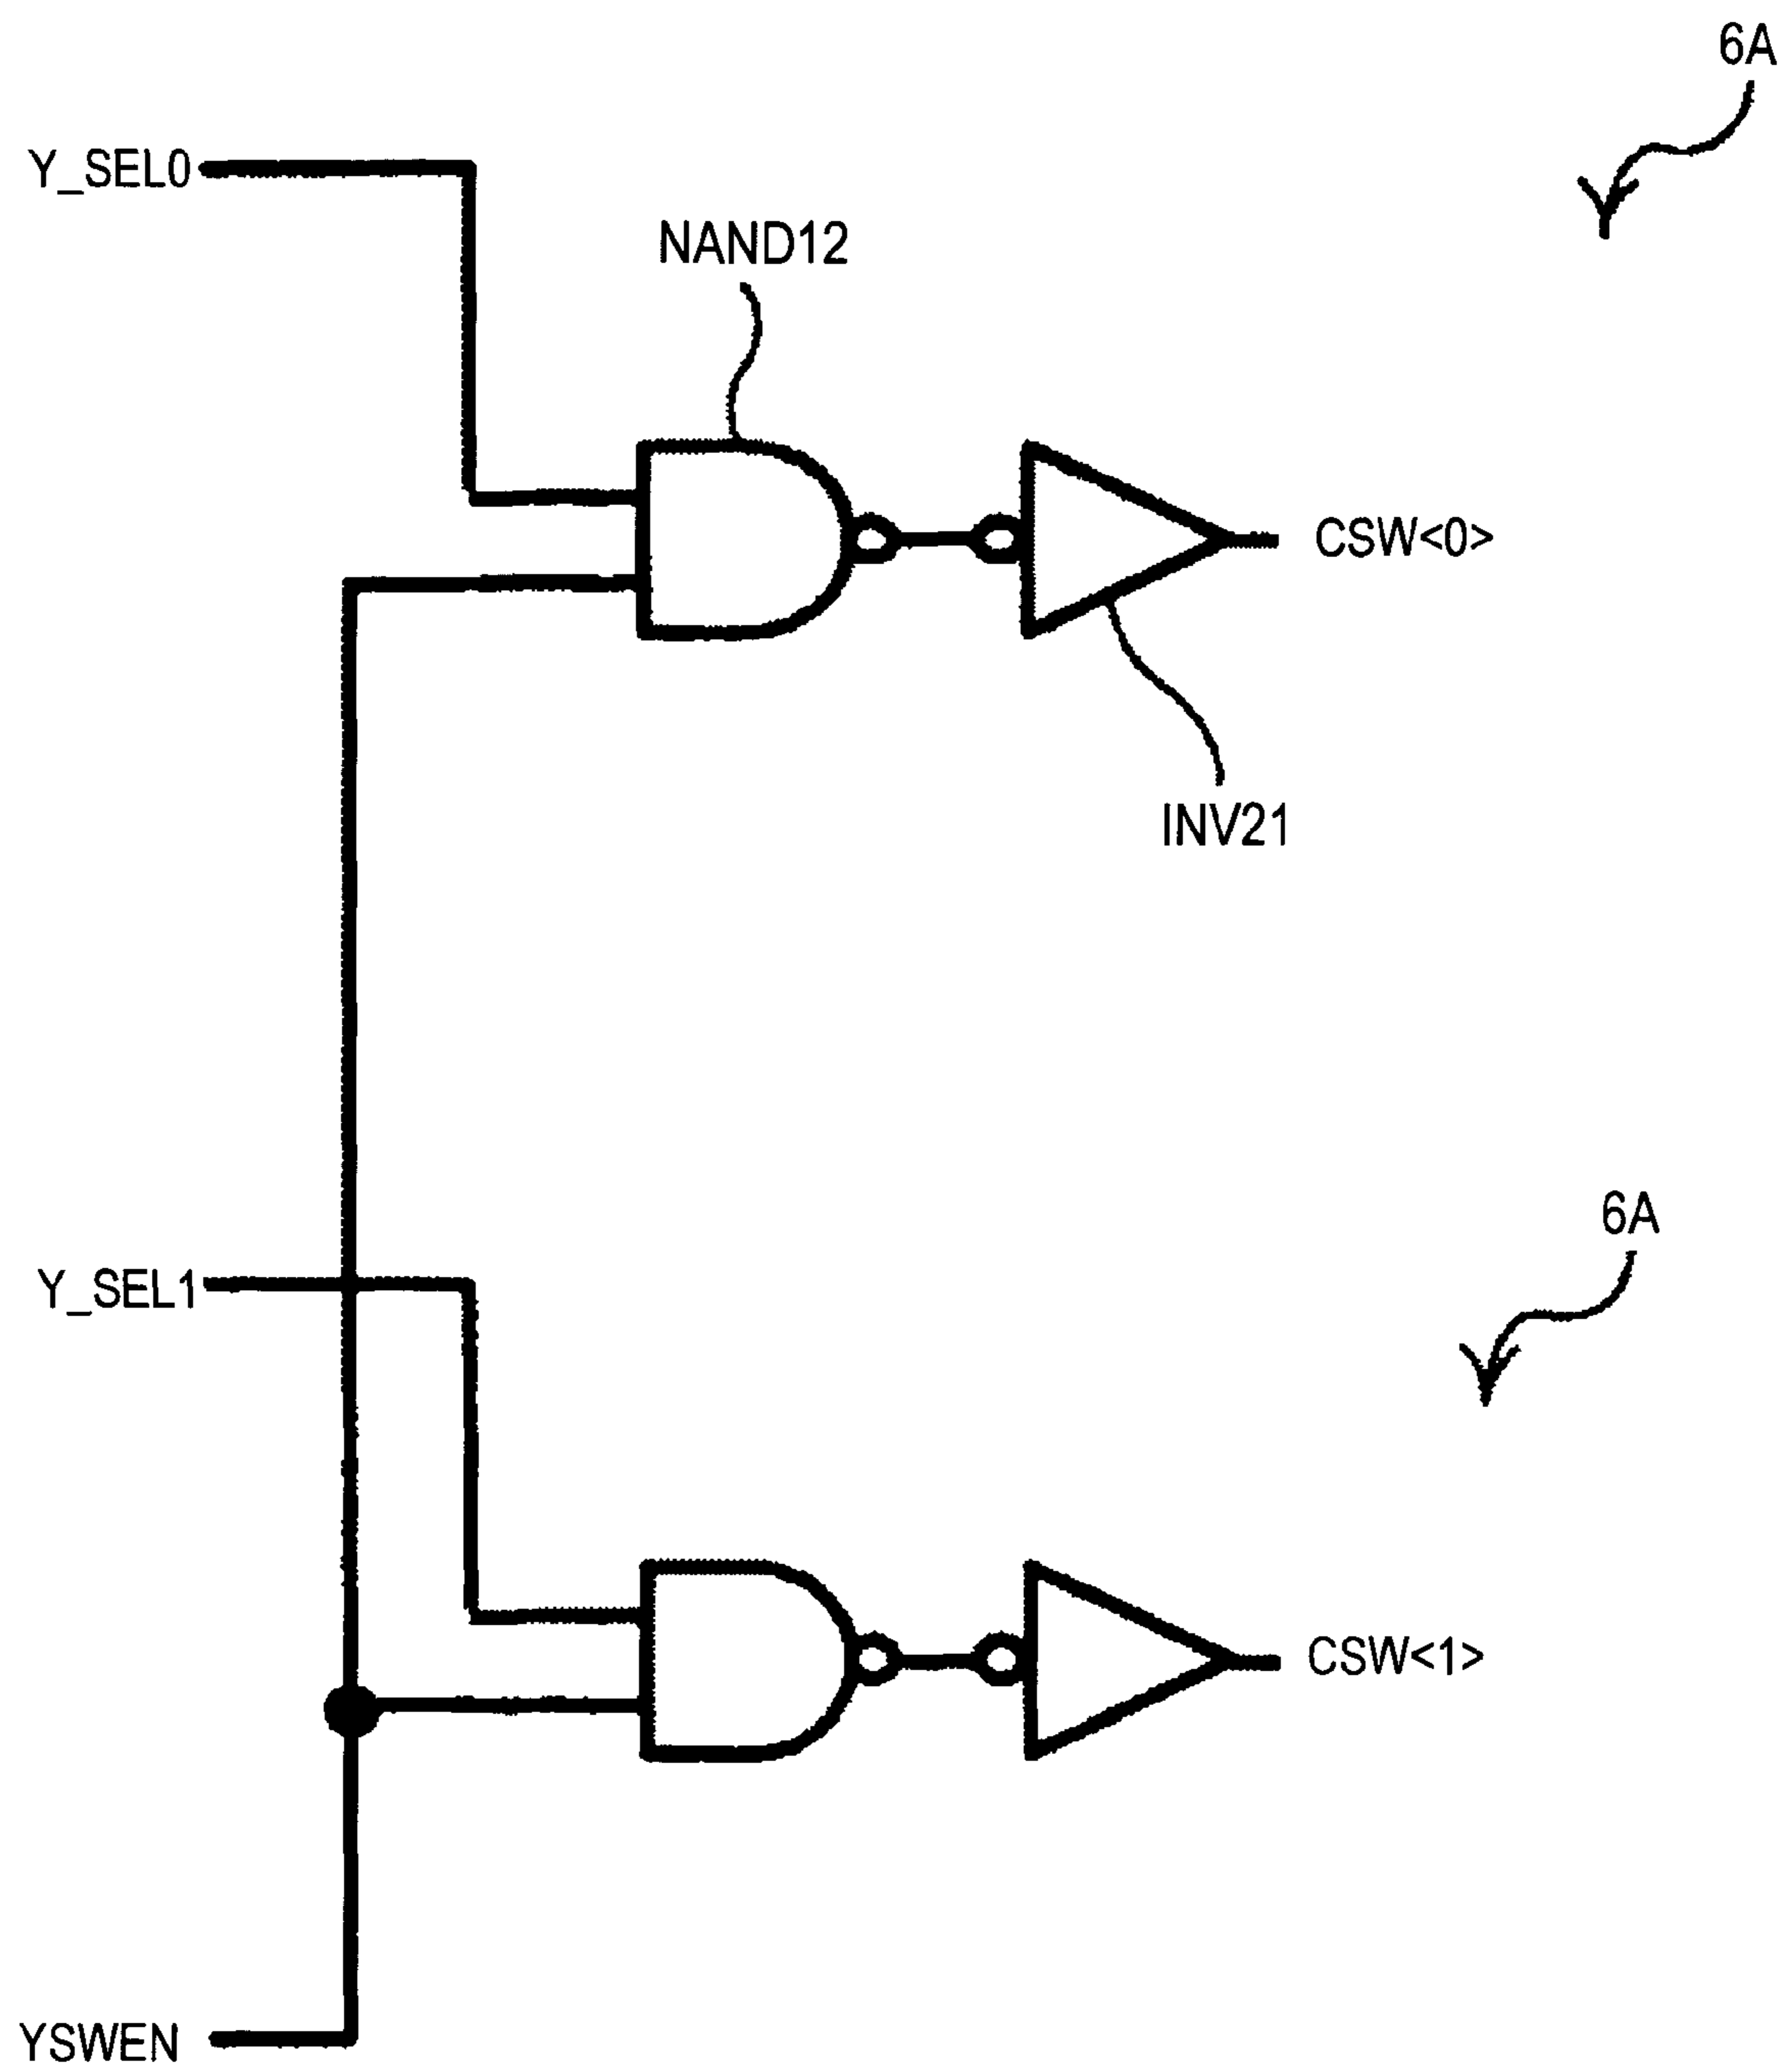 6A
Y_SEL0
NAND12
CSW<0>
INV21
6A
Y_SEL1
CSW<1>
YSWEN